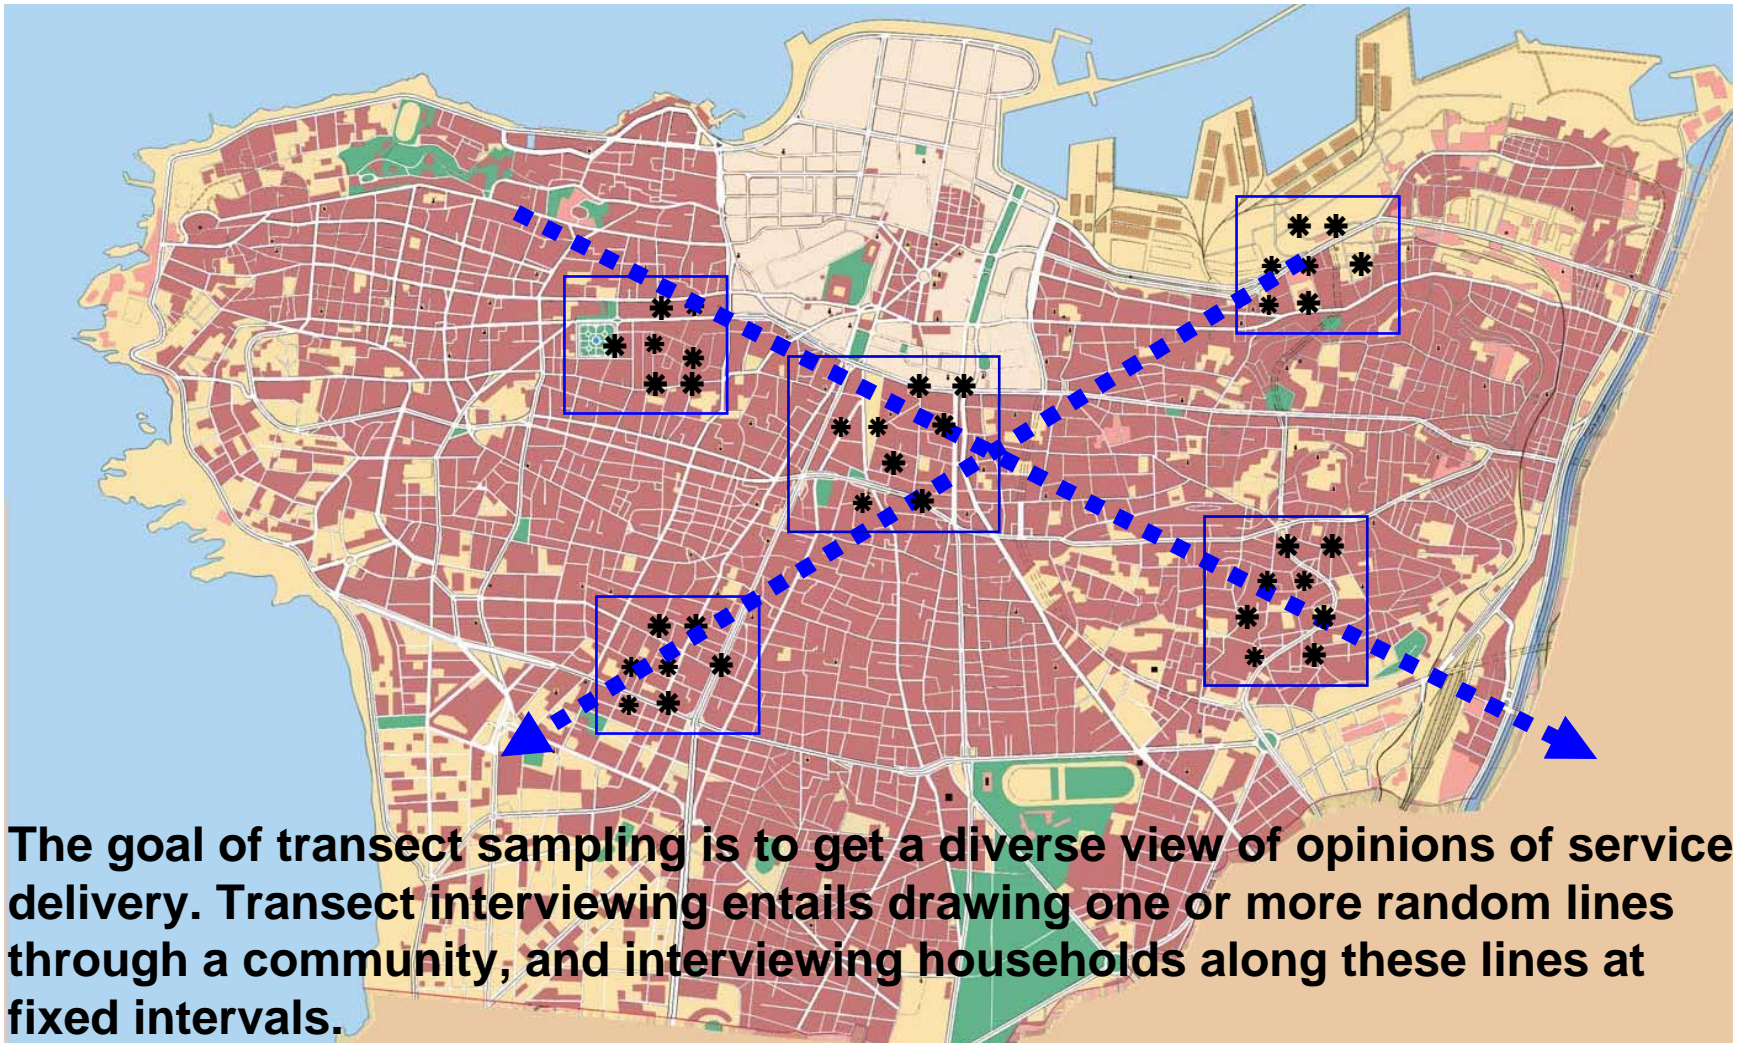 The goal of transect sampling is to get a diverse view of opinions of service
delivery. Transect interviewing entails drawing one or more random lines
through a community, and interviewing households along these lines at
fixed intervals.